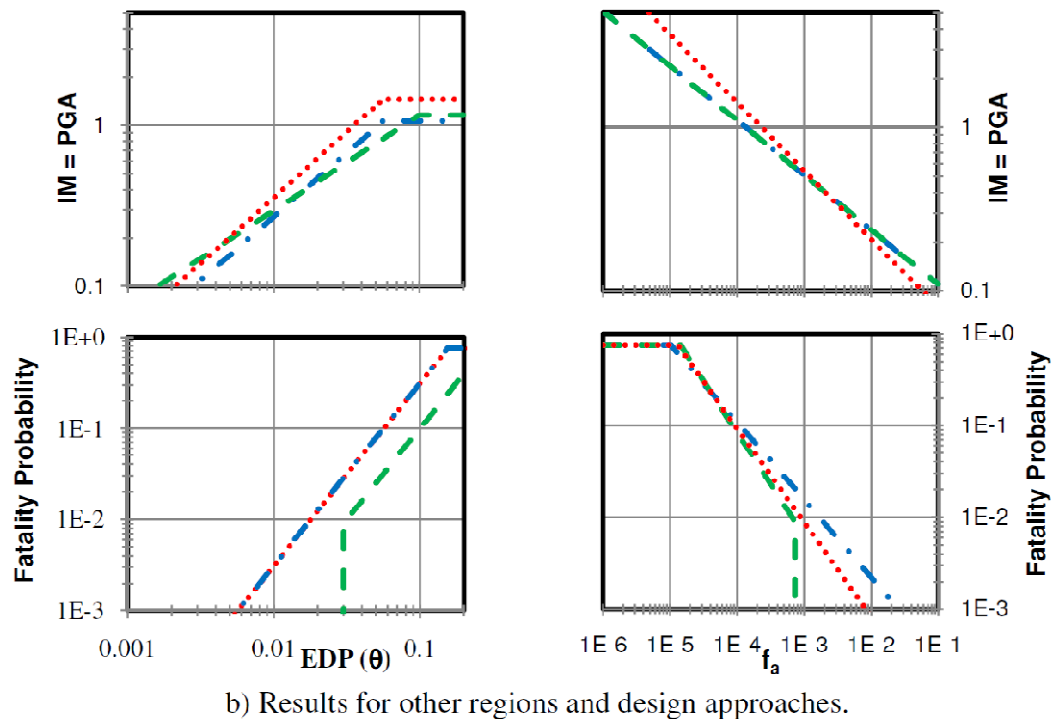 IM = PGA
1
0.1
IM = PGA
1
0.1
Fatality Probability
1E+0
1E-1
1E-2
1E-3
0.001
0.01
0.1
EDP (θ)
Fatality Probability
1E+0
1E-1
1E-2
1E-3
1E 6
1E 5
1E 4
1E 3
1E 2
1E 1
fa
b) Results for other regions and design approaches.